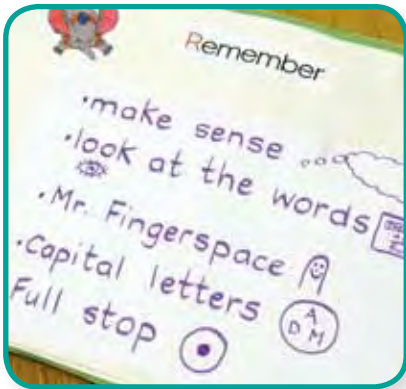 Remember
·make sense ...
·look at the words
·Mr. Fingerspace
·Capital letters A D M
Full stop